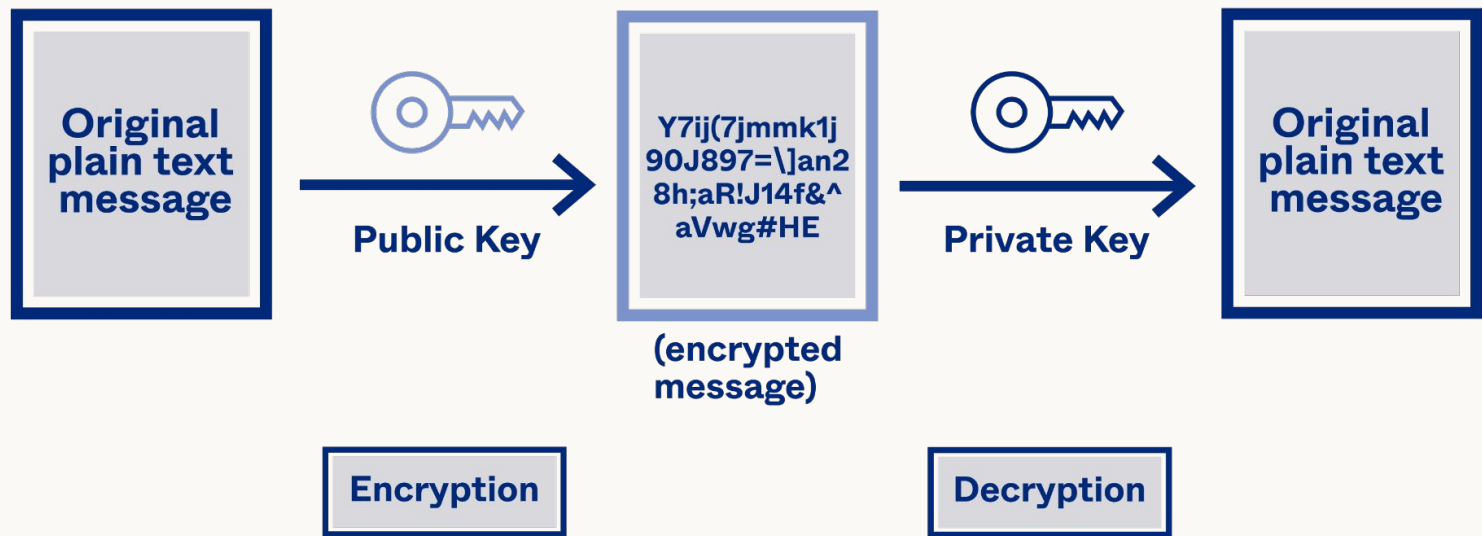 Original
plain text
message
Public Key
Y7ij(7jmmk1j
90J897=\]an2
8h;aR!J14f&^
aVwg#HE
(encrypted
message)
Private Key
Original
plain text
message
Encryption
Decryption